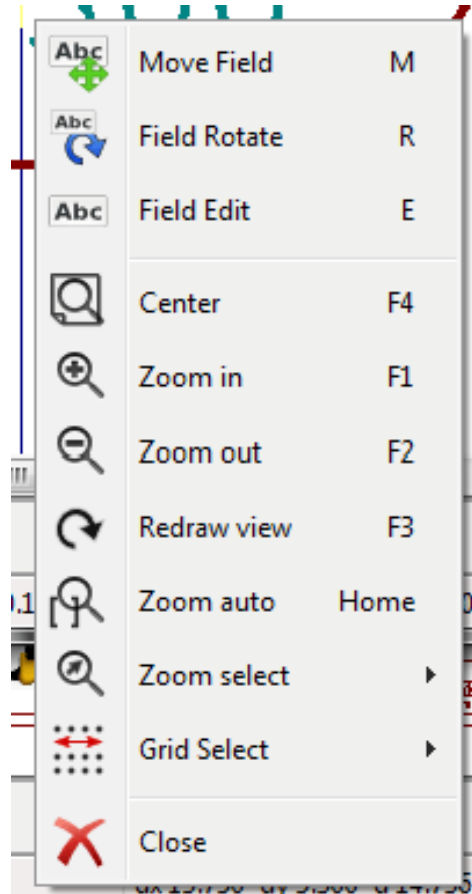 Abc Move Field M
Abc Field Rotate R
Abc Field Edit E
Center F4
Zoom in F1
Zoom out F2
Redraw view F3
Zoom auto Home
Zoom select
Grid Select
Close